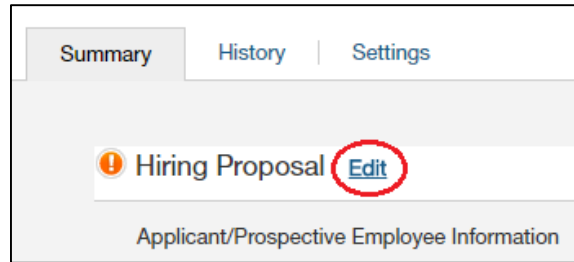 Summary History Settings
Hiring Proposal Edit
Applicant/Prospective Employee Information